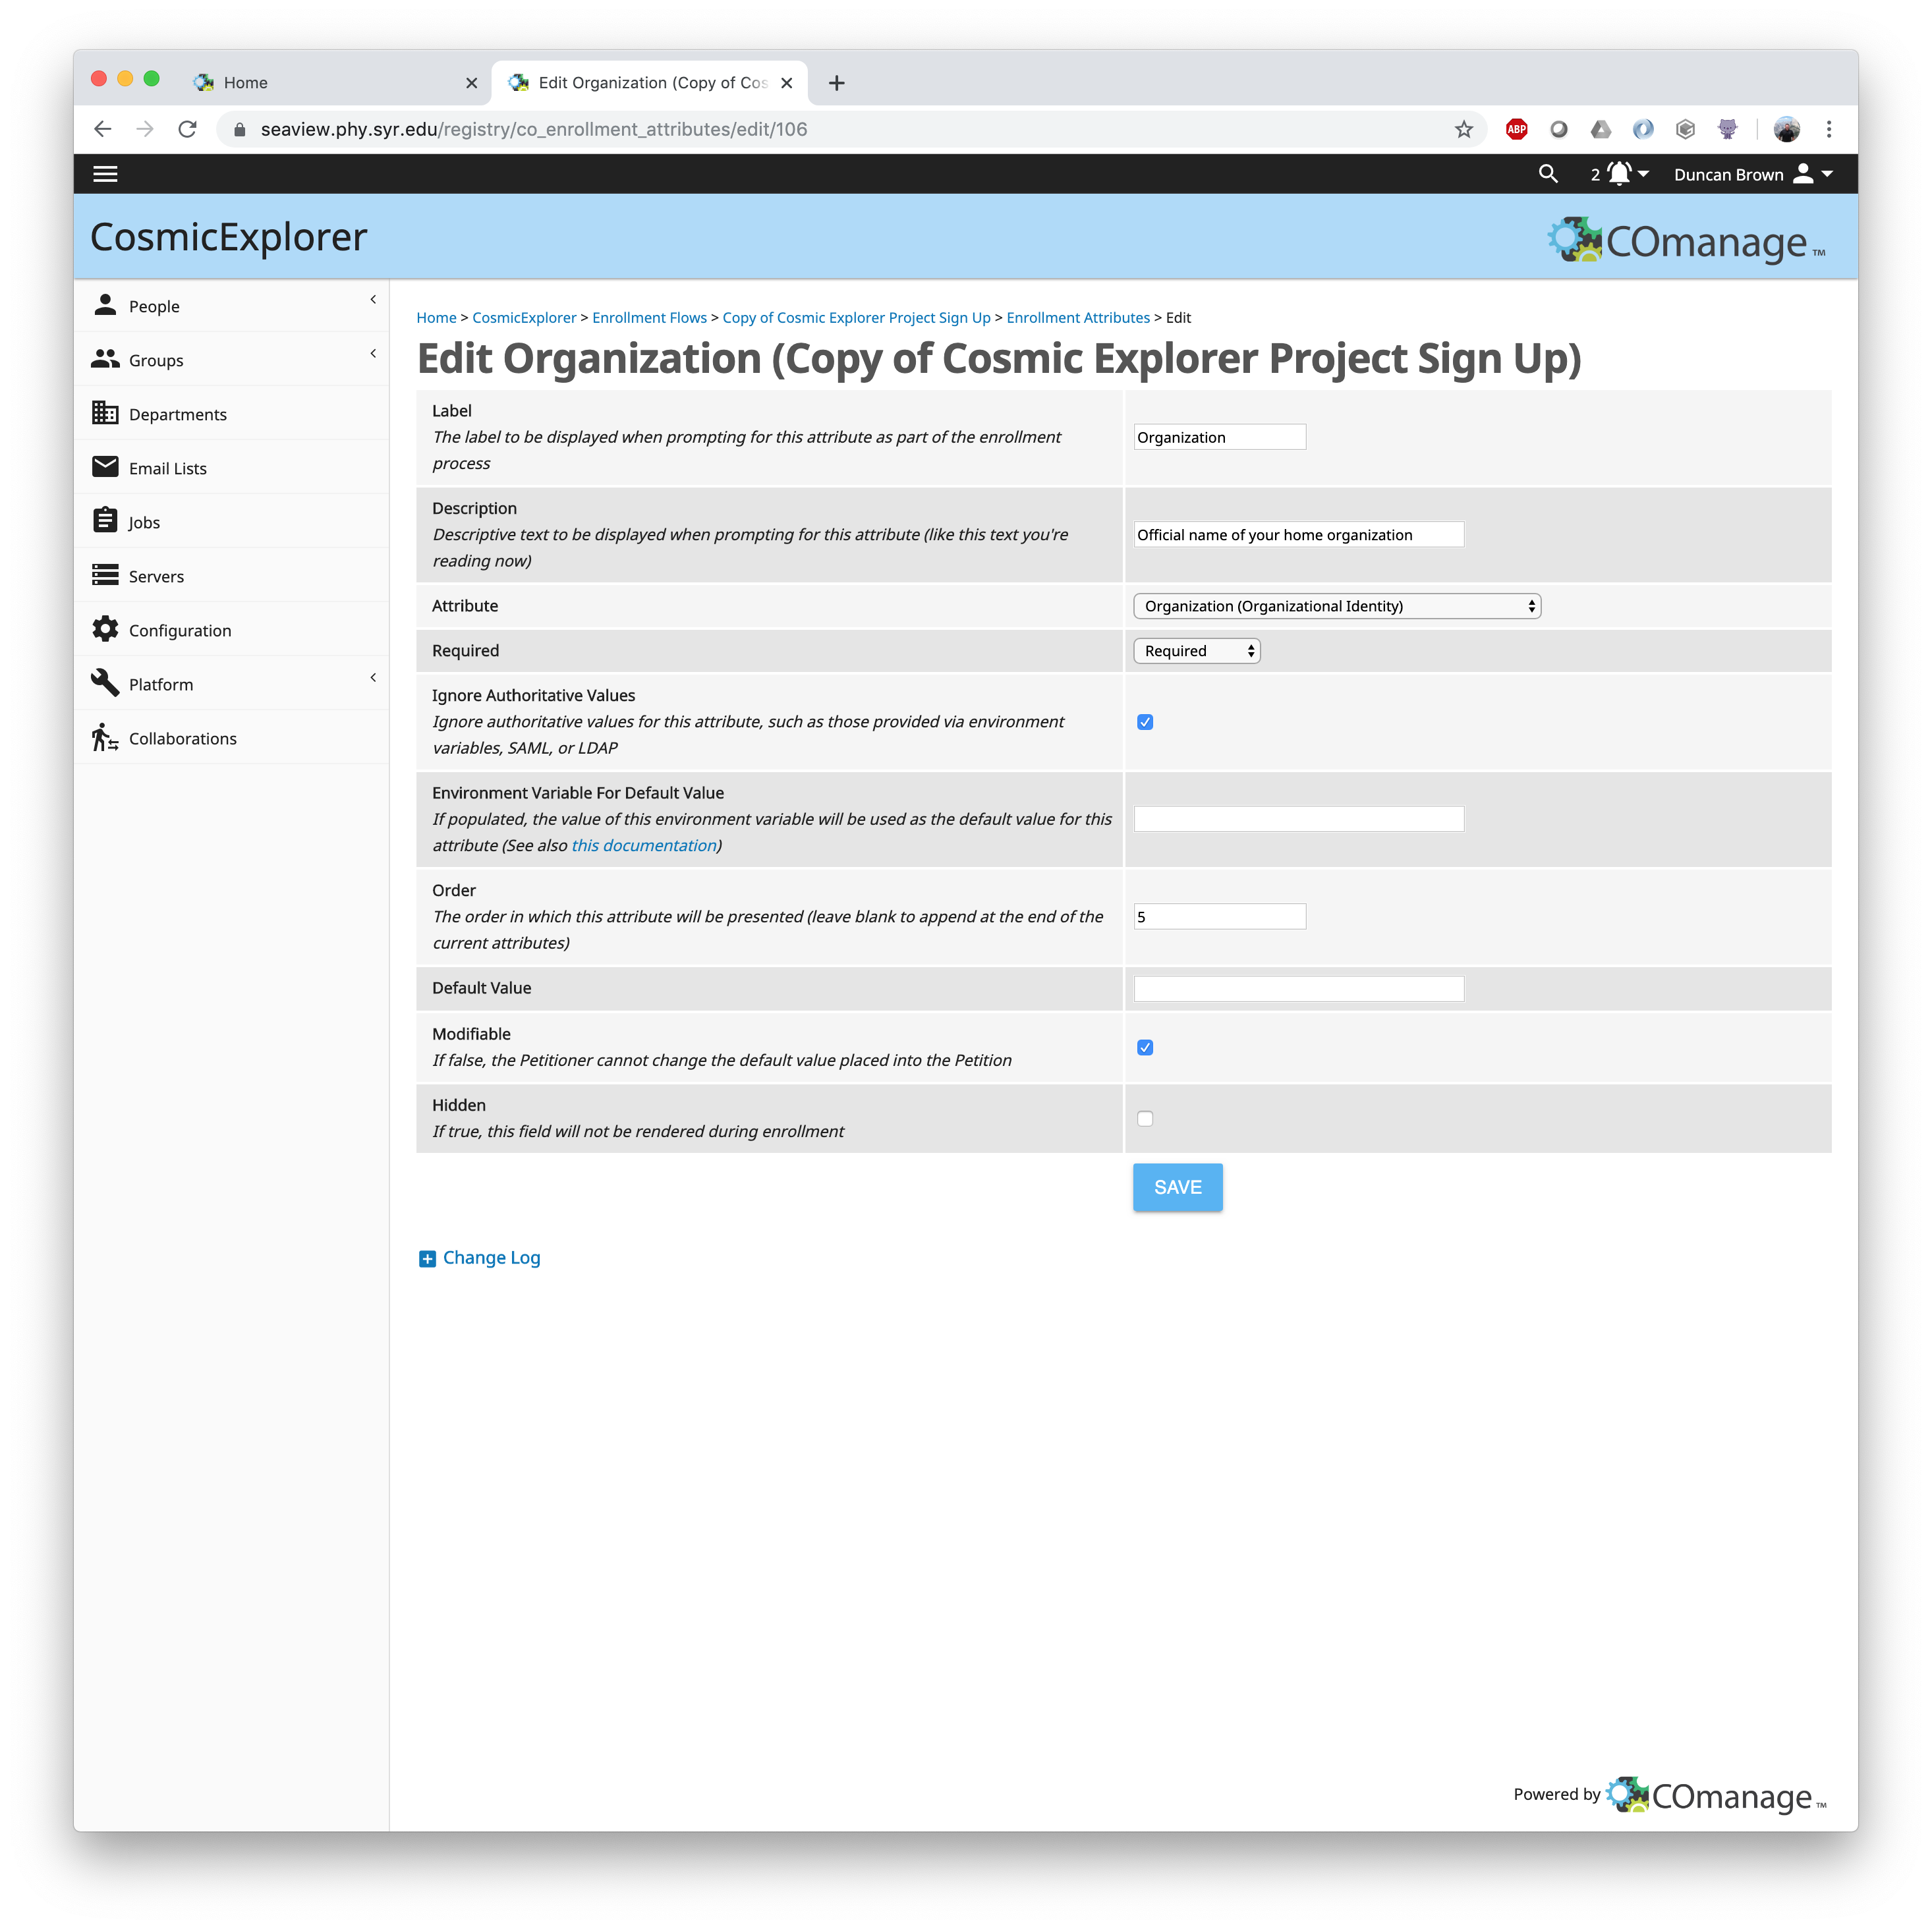 Home
Edit Organization (Copy of Cos
seaview.phy.syr.edu/registry/co_enrollment_attributes/edit/106
ABP
2
Duncan Brown
CosmicExplorer
COmanage TM
People
Groups
Departments
Email Lists
Jobs
Servers
Configuration
Platform
Collaborations
Home > CosmicExplorer > Enrollment Flows > Copy of Cosmic Explorer Project Sign Up > Enrollment Attributes > Edit
Edit Organization (Copy of Cosmic Explorer Project Sign Up)
Label
The label to be displayed when prompting for this attribute as part of the enrollment
process
Organization
Description
Descriptive text to be displayed when prompting for this attribute (like this text you're
reading now)
Official name of your home organization
Attribute
Organization (Organizational Identity)
Required
Required
Ignore Authoritative Values
Ignore authoritative values for this attribute, such as those provided via environment
variables, SAML, or LDAP
Environment Variable For Default Value
If populated, the value of this environment variable will be used as the default value for this
attribute (See also this documentation)
Order
The order in which this attribute will be presented (leave blank to append at the end of the
current attributes)
5
Default Value
Modifiable
If false, the Petitioner cannot change the default value placed into the Petition
Hidden
If true, this field will not be rendered during enrollment
SAVE
Change Log
Powered by COmanage TM